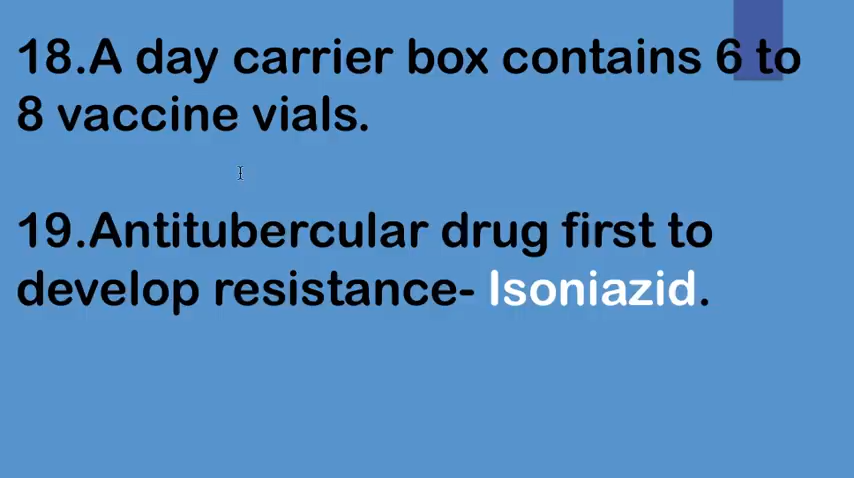 18.A day carrier box contains 6 to
8 vaccine vials.
19.Antitubercular drug first to
develop resistance- Isoniazid.